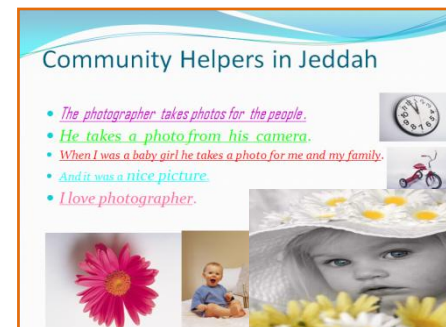 Community Helpers in Jeddah
The photographer takes photos for the people.
He takes a photo from his camera.
When I was a baby girl he takes a photo for me and my family.
And it was a nice picture.
I love photographer.